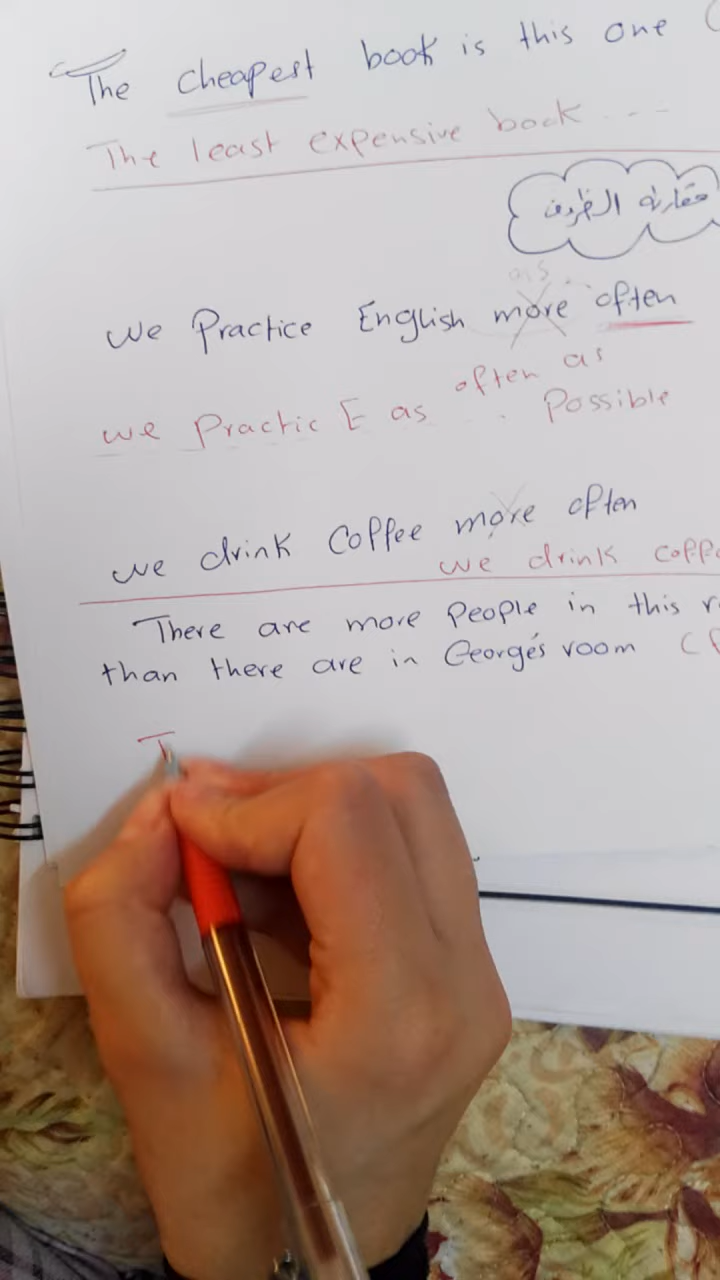 The cheapest book is this one (
The least expensive book ....
مقارنة الظروف
as
we Practice English more often
often as
we Practic E as .. Possible
we drink Coffee more often
we drink coffe
There are more people in this r
than there are in George's room (
T